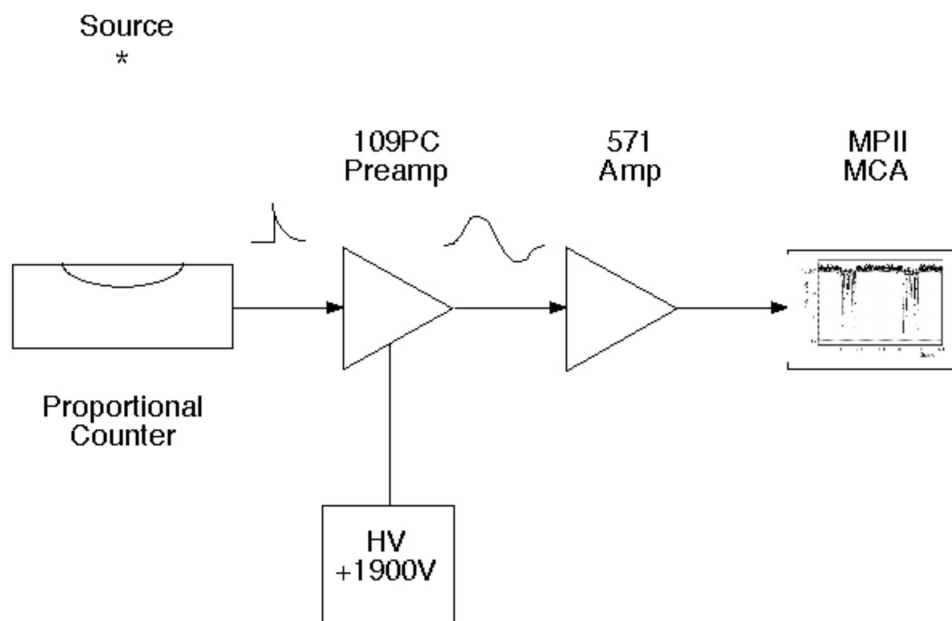 Source
*
109PC
Preamp
571
Amp
MPII
MCA
Proportional
Counter
HV
+1900V